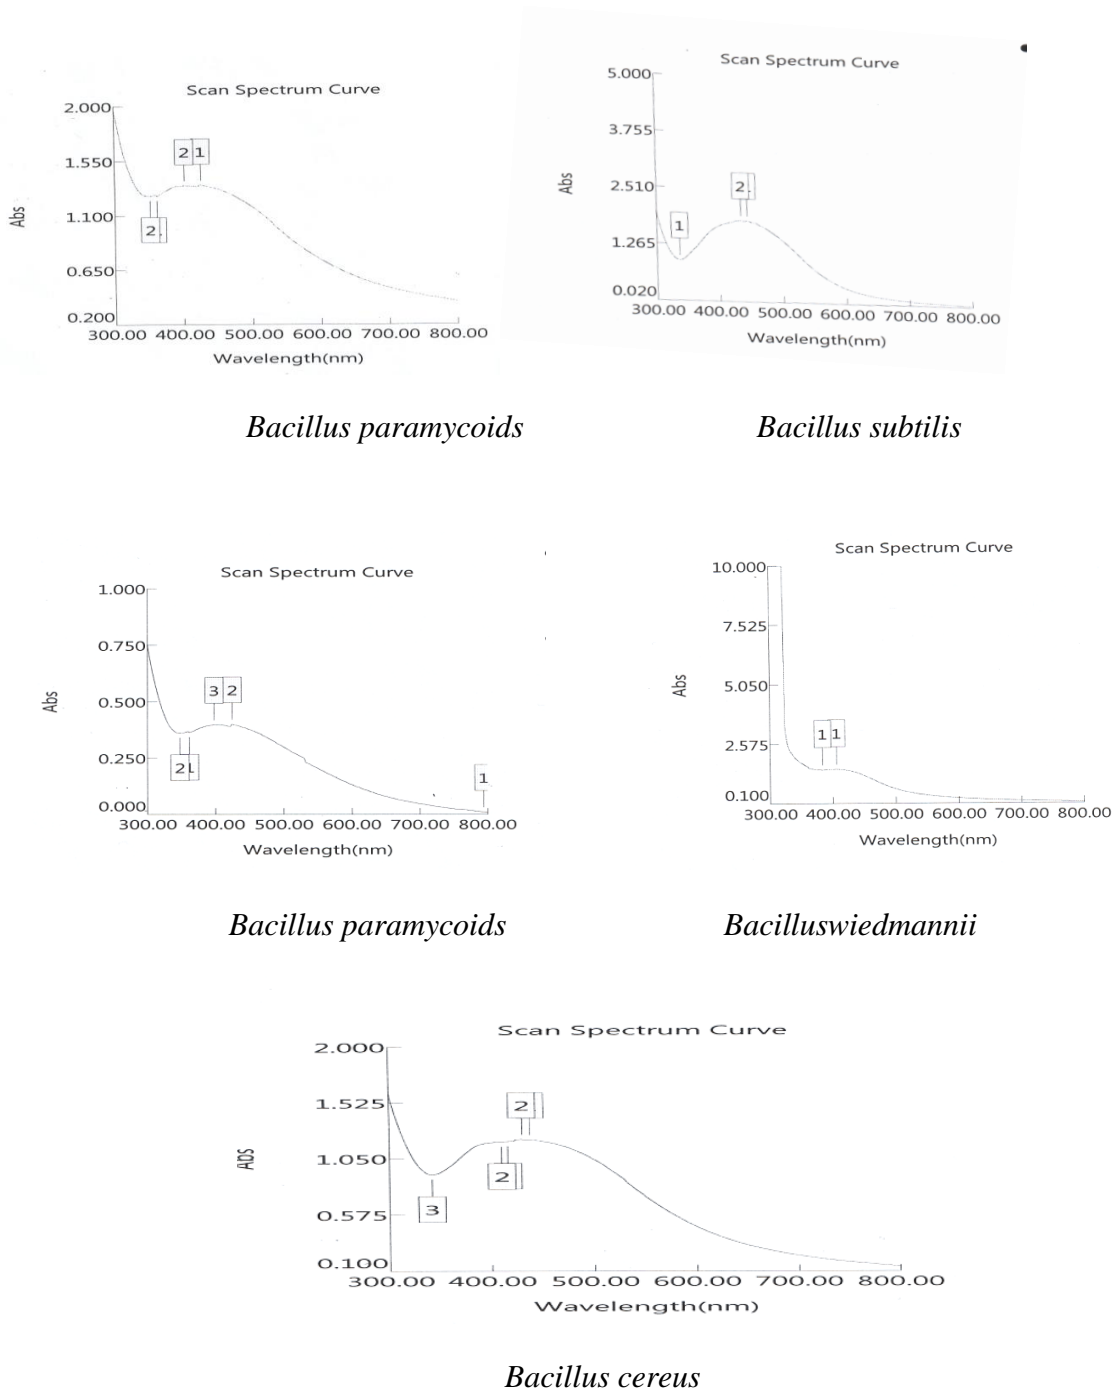 Scan Spectrum Curve
2.000
1.550
1.100
0.650
0.200
Abs
2 1
2.
300.00 400.00 500.00 600.00 700.00 800.00
Wavelength(nm)
Bacillus paramycoids
Scan Spectrum Curve
5.000
3.755
2.510
1.265
0.020
Abs
1
2.
300.00 400.00 500.00 600.00 700.00 800.00
Wavelength(nm)
Bacillus subtilis
Scan Spectrum Curve
1.000
0.750
0.500
0.250
0.000
Abs
3 2
2
1
300.00 400.00 500.00 600.00 700.00 800.00
Wavelength(nm)
Bacillus paramycoids
Scan Spectrum Curve
10.000
7.525
5.050
2.575
0.100
Abs
1 1
300.00 400.00 500.00 600.00 700.00 800.00
Wavelength(nm)
Bacilluswiedmannii
Scan Spectrum Curve
2.000
1.525
1.050
0.575
0.100
Abs
2
2
3
300.00 400.00 500.00 600.00 700.00 800.00
Wavelength(nm)
Bacillus cereus